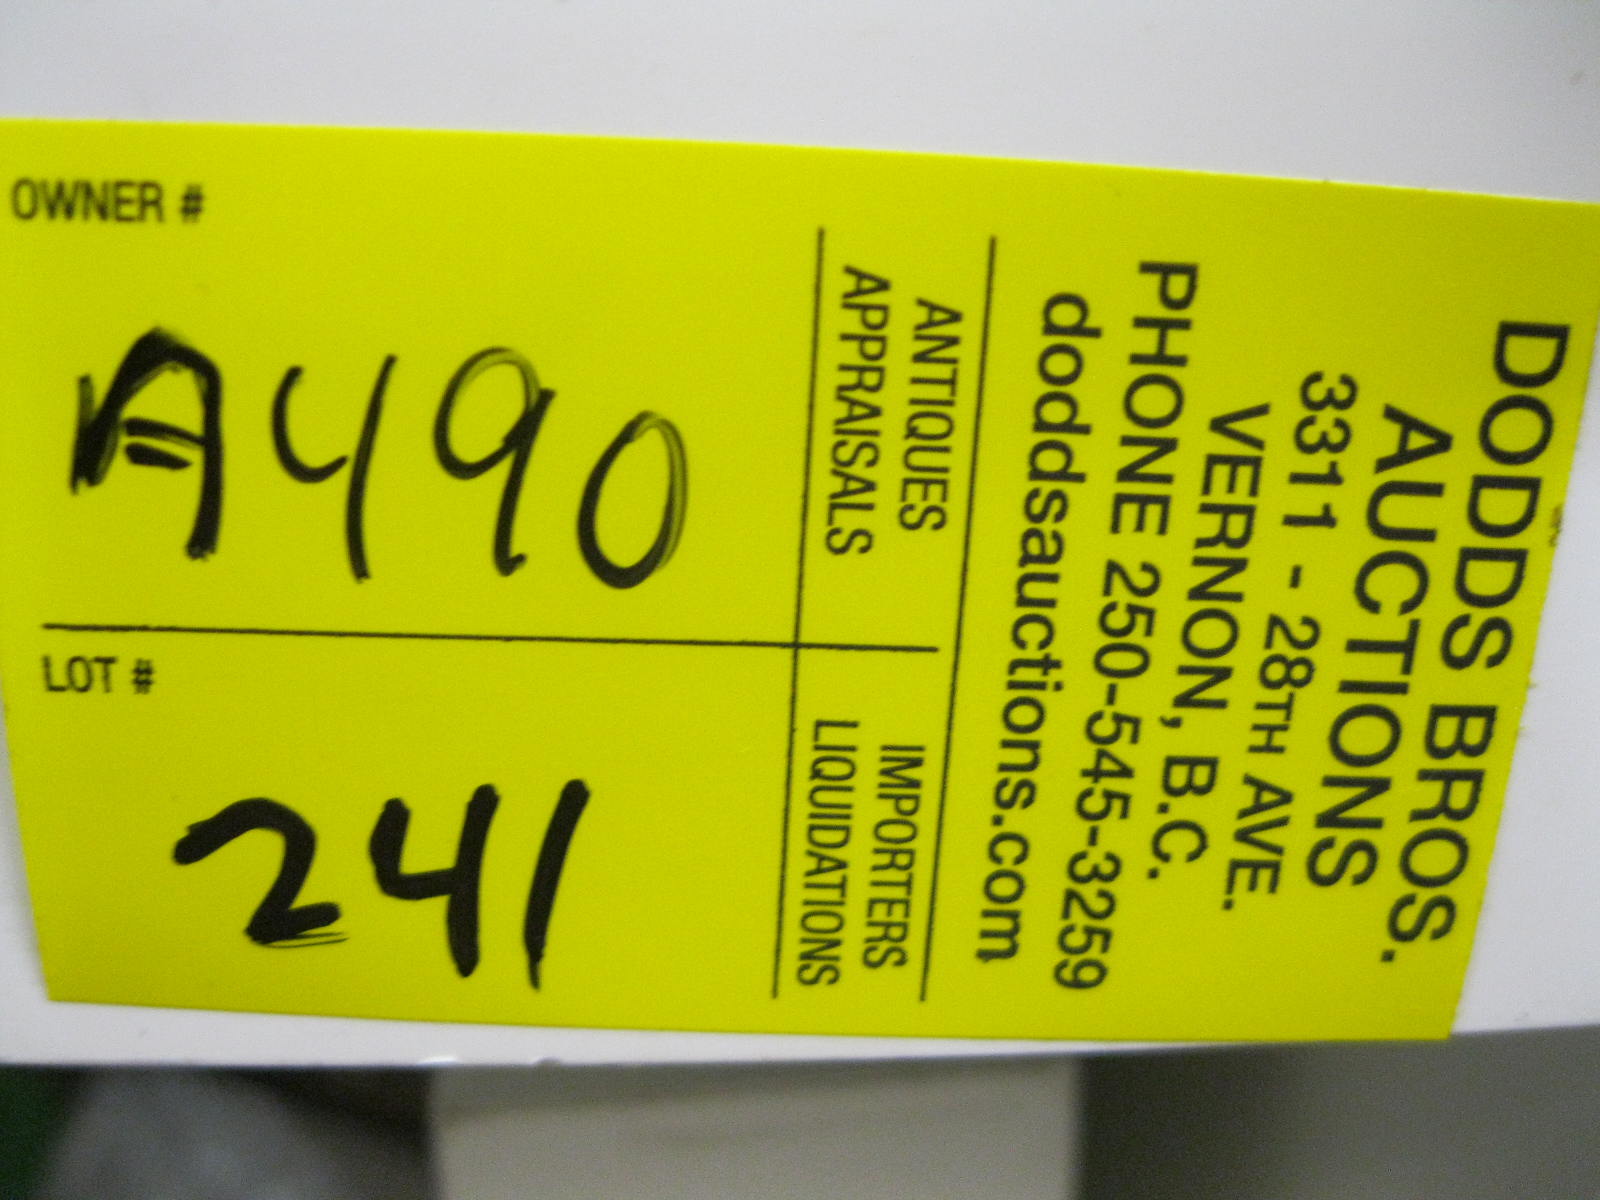 DODDS BROS.
AUCTIONS
3311 - 28TH AVE.
VERNON, B.C.
PHONE 250-545-3259
doddsauctions.com
ANTIQUES
APPRAISALS
IMPORTERS
LIQUIDATIONS
OWNER #
A490
LOT #
241